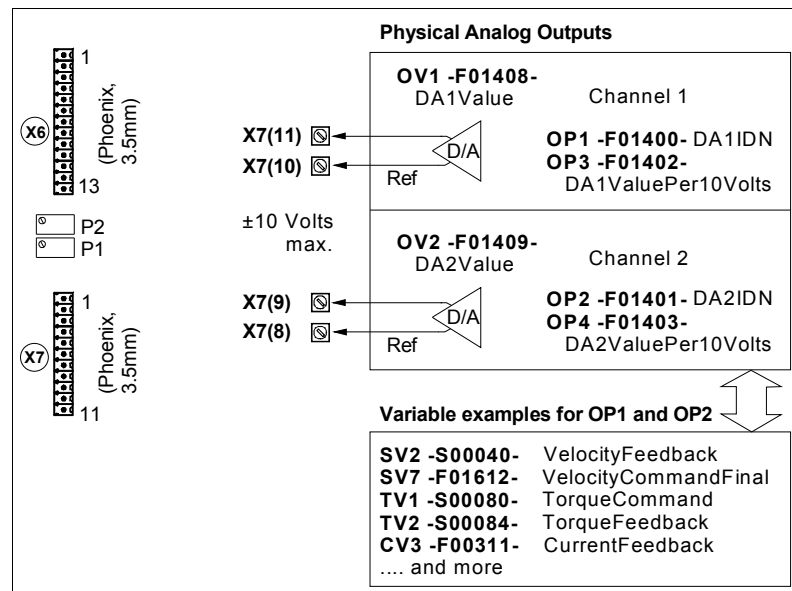 Physical Analog Outputs
1
X6
(Phoenix,
3.5mm)
13
P2
P1
1
X7
(Phoenix,
3.5mm)
11
OV1 -F01408-
DA1Value
Channel 1
X7(11)
X7(10)
D/A
Ref
OP1 -F01400- DA1IDN
OP3 -F01402-
DA1ValuePer10Volts
±10 Volts
max.
OV2 -F01409-
DA2Value
Channel 2
X7(9)
X7(8)
D/A
Ref
OP2 -F01401- DA2IDN
OP4 -F01403-
DA2ValuePer10Volts
Variable examples for OP1 and OP2
SV2 -S00040- VelocityFeedback
SV7 -F01612- VelocityCommandFinal
TV1 -S00080- TorqueCommand
TV2 -S00084- TorqueFeedback
CV3 -F00311- CurrentFeedback
.... and more